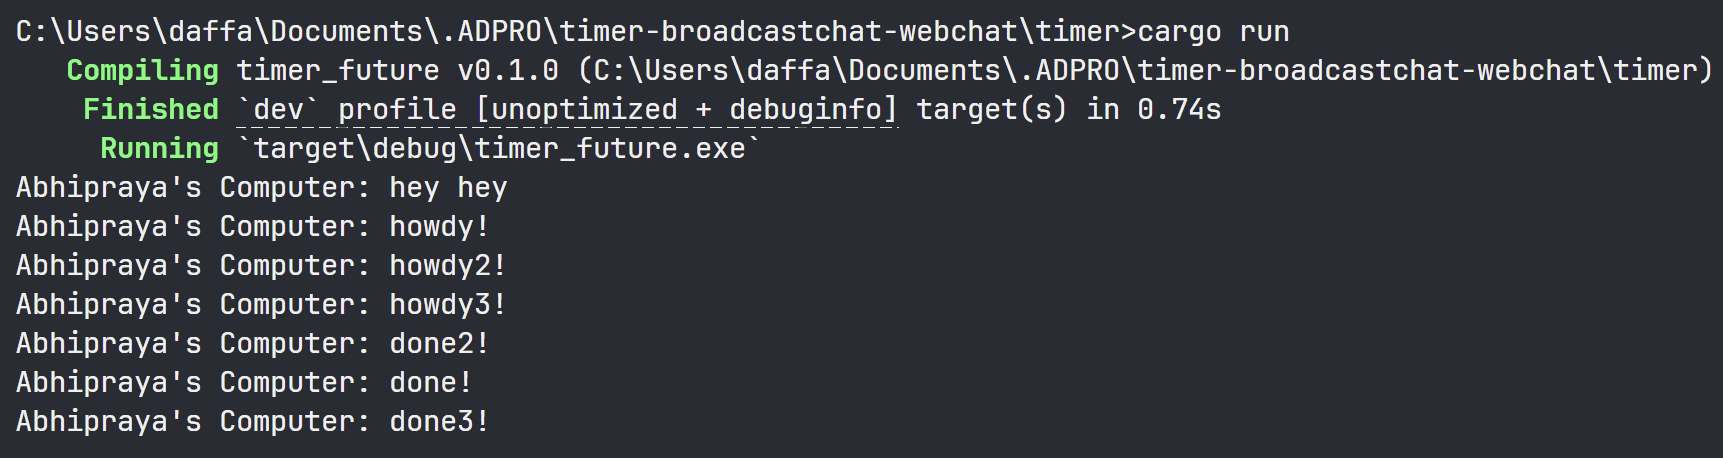 C:\Users\daffa\Documents\.ADPRO\timer-broadcastchat-webchat\timer>cargo run
Compiling timer_future v0.1.0 (C:\Users\daffa\Documents\.ADPRO\timer-broadcastchat-webchat\timer)
Finished `dev` profile [unoptimized + debuginfo] target(s) in 0.74s
Running `target\debug\timer_future.exe`
Abhipraya's Computer: hey hey
Abhipraya's Computer: howdy!
Abhipraya's Computer: howdy2!
Abhipraya's Computer: howdy3!
Abhipraya's Computer: done2!
Abhipraya's Computer: done!
Abhipraya's Computer: done3!